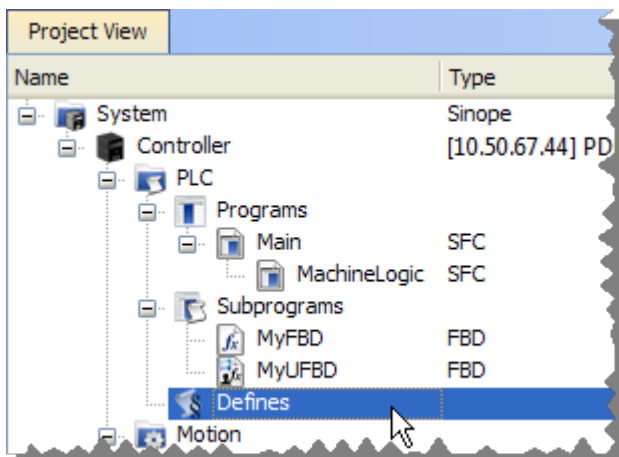 Project View
Name Type
System Sinope
Controller [10.50.67.44] PD
PLC
Programs
Main SFC
MachineLogic SFC
Subprograms
MyFBD FBD
MyUFBD FBD
Defines
Motion